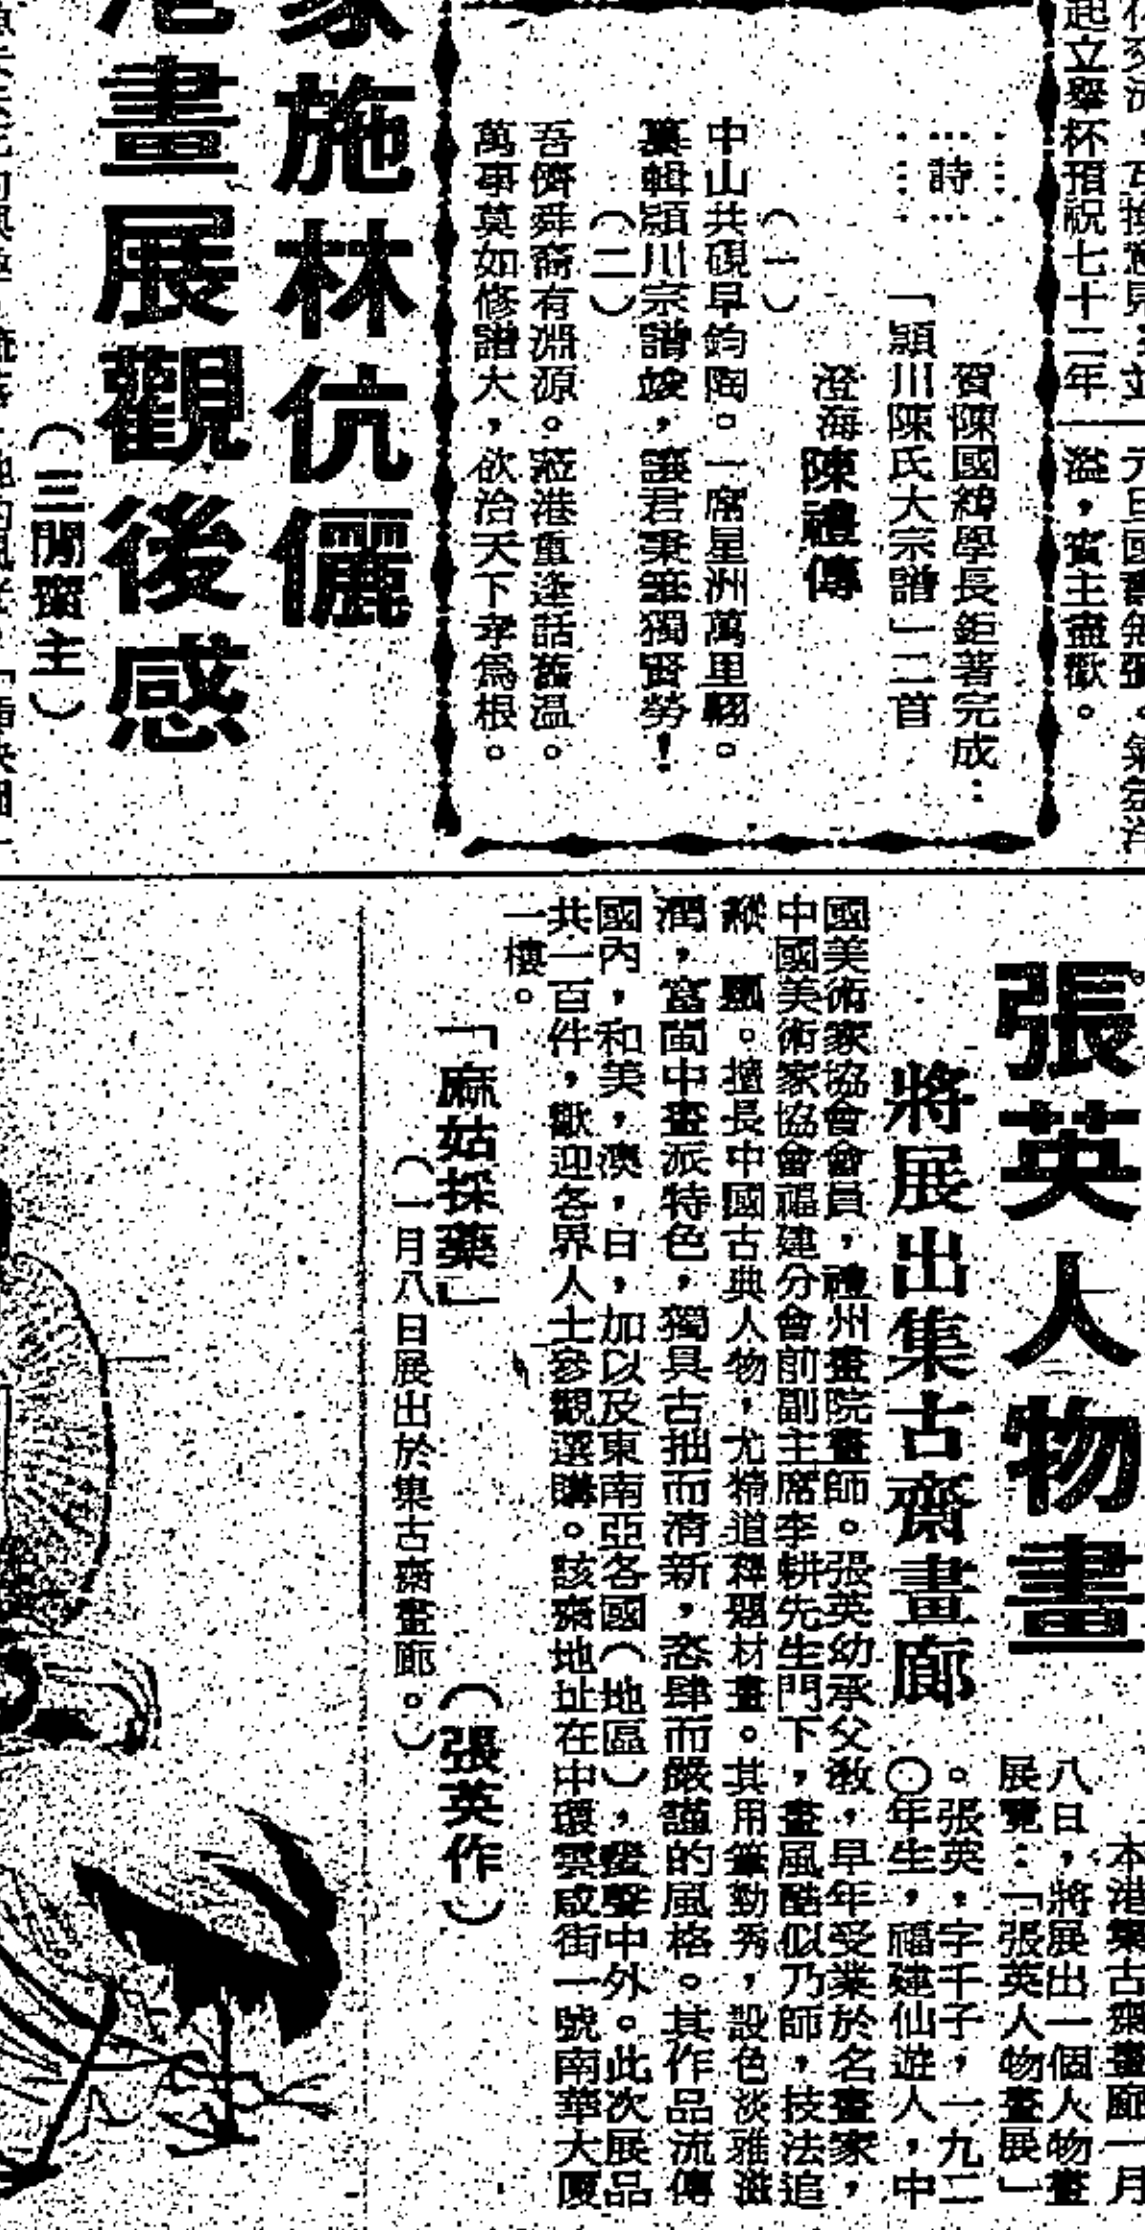 起立舉杯預祝七十二年
元旦國書無疆。
溢,賓主盡歡。
詩
賀陳國緯學長鉅著完成:
「潁川陳氏大宗譜」二首
澄海陳禮傳
(一)
中山共硯早鈞陶。一席星洲萬里翱。
纂輯潁川宗譜竣,讓君秉筆獨賢勞!
(二)
吾儕舜裔有淵源。蒞港重逢話舊溫。
萬事莫如修譜大,欲治天下孝為根。
家施林伉儷
港畫展觀後感
(三閒齋主)
張英人物畫
將展出集古齋畫廊
本港集古齋畫廊一月
八日,將展出一個人物畫
展覽:「張英人物畫展」
。張英,字千子,一九二
〇年生,福建仙遊人,中
國美術家協會會員,禮州畫院畫師。張英幼承父教,早年受業於名畫家,
中國美術家協會福建分會前副主席李耕先生門下,畫風酷似乃師,技法追
縱 瓢。擅長中國古典人物,尤精道釋題材畫。其用筆勁秀,設色淡雅滋
潤,富閩中畫派特色,獨具古拙而清新,恣肆而嚴謹的風格。其作品流傳
國內,和美,澳,日,加以及東南亞各國(地區),蜚聲中外。此次展品
共一百件,歡迎各界人士參觀選購。該齋地址在中環雲咸街一號南華大廈
一樓。
「麻姑採藥」 (張英作)
(一月八日展出於集古齋畫廊。)